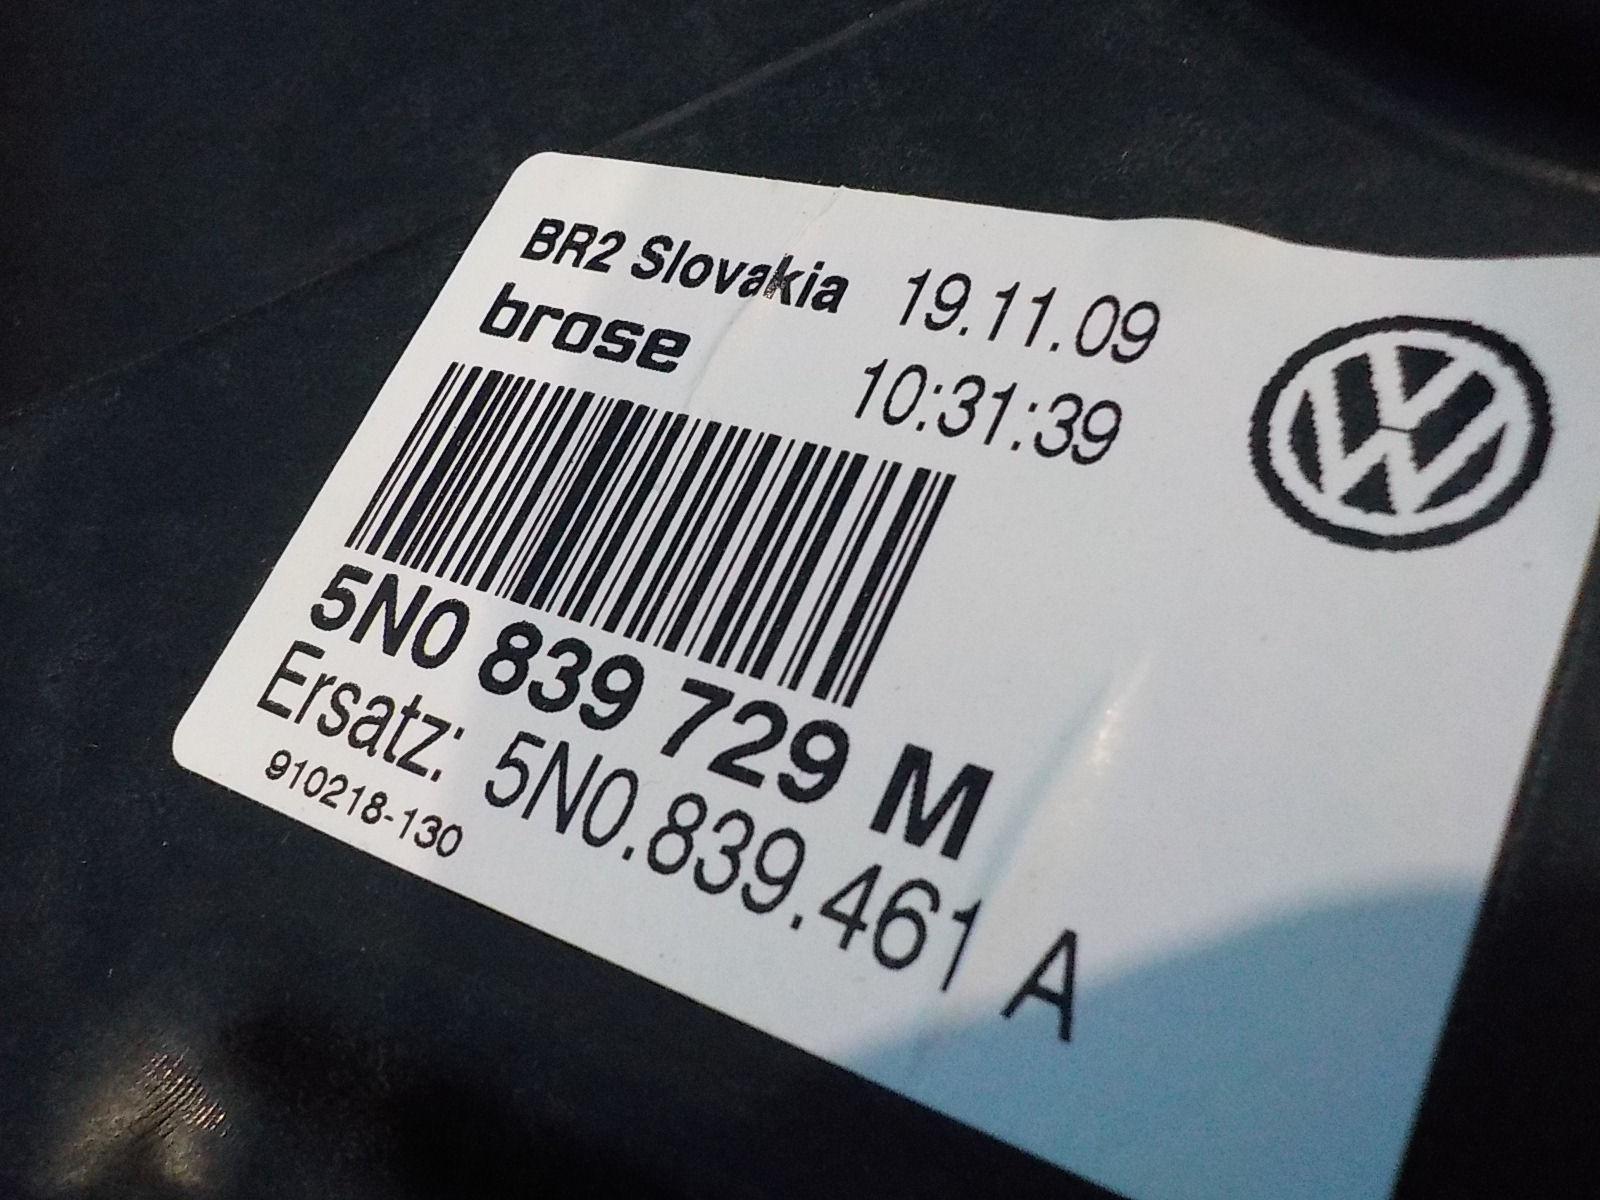 BR2 Slovakia 19.11.09
brose 10:31:39
5N0 839 729 M
Ersatz: 5N0.839.461 A
910218-130